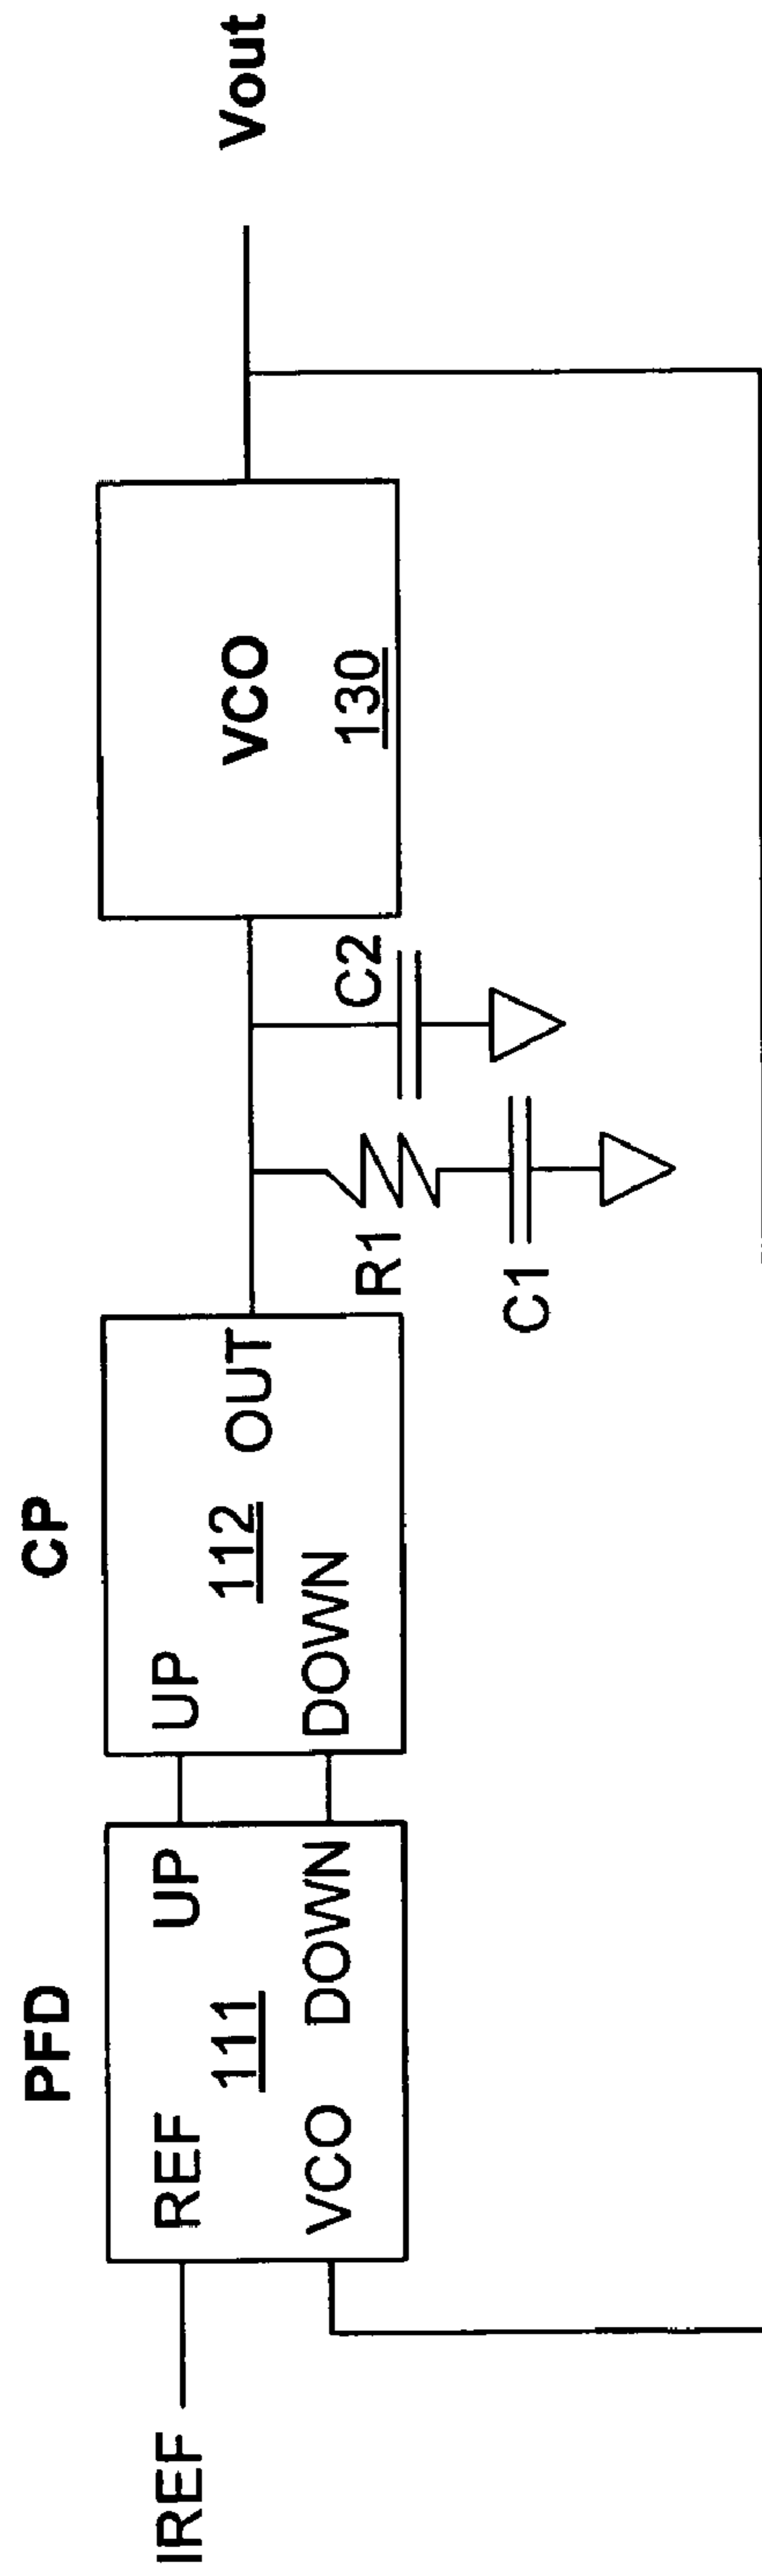 PFD
CP
IREF
REF
UP
111
VCO
DOWN
UP
112
OUT
DOWN
R1
C1
C2
VCO
130
Vout